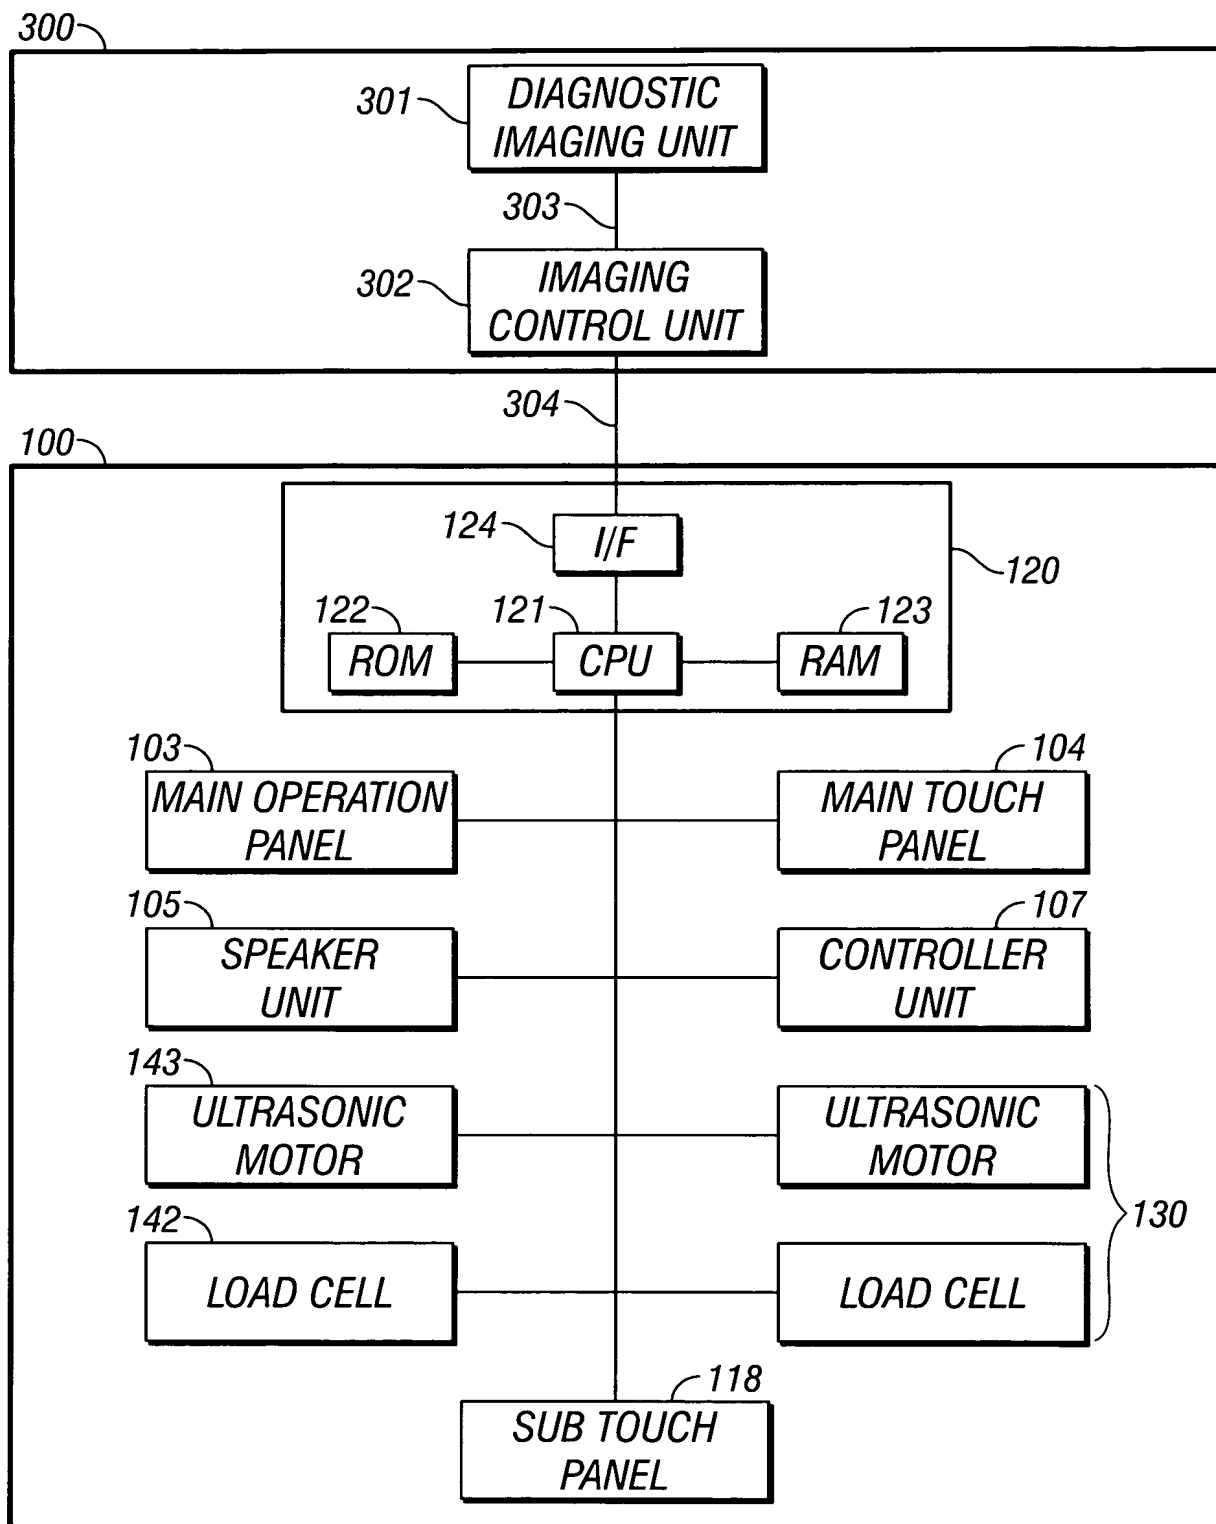 300
301
DIAGNOSTIC
IMAGING UNIT
303
302
IMAGING
CONTROL UNIT
304
100
124
I/F
120
122
121
123
ROM
CPU
RAM
103
104
MAIN OPERATION
PANEL
MAIN TOUCH
PANEL
105
107
SPEAKER
UNIT
CONTROLLER
UNIT
143
ULTRASONIC
MOTOR
ULTRASONIC
MOTOR
130
142
LOAD CELL
LOAD CELL
118
SUB TOUCH
PANEL